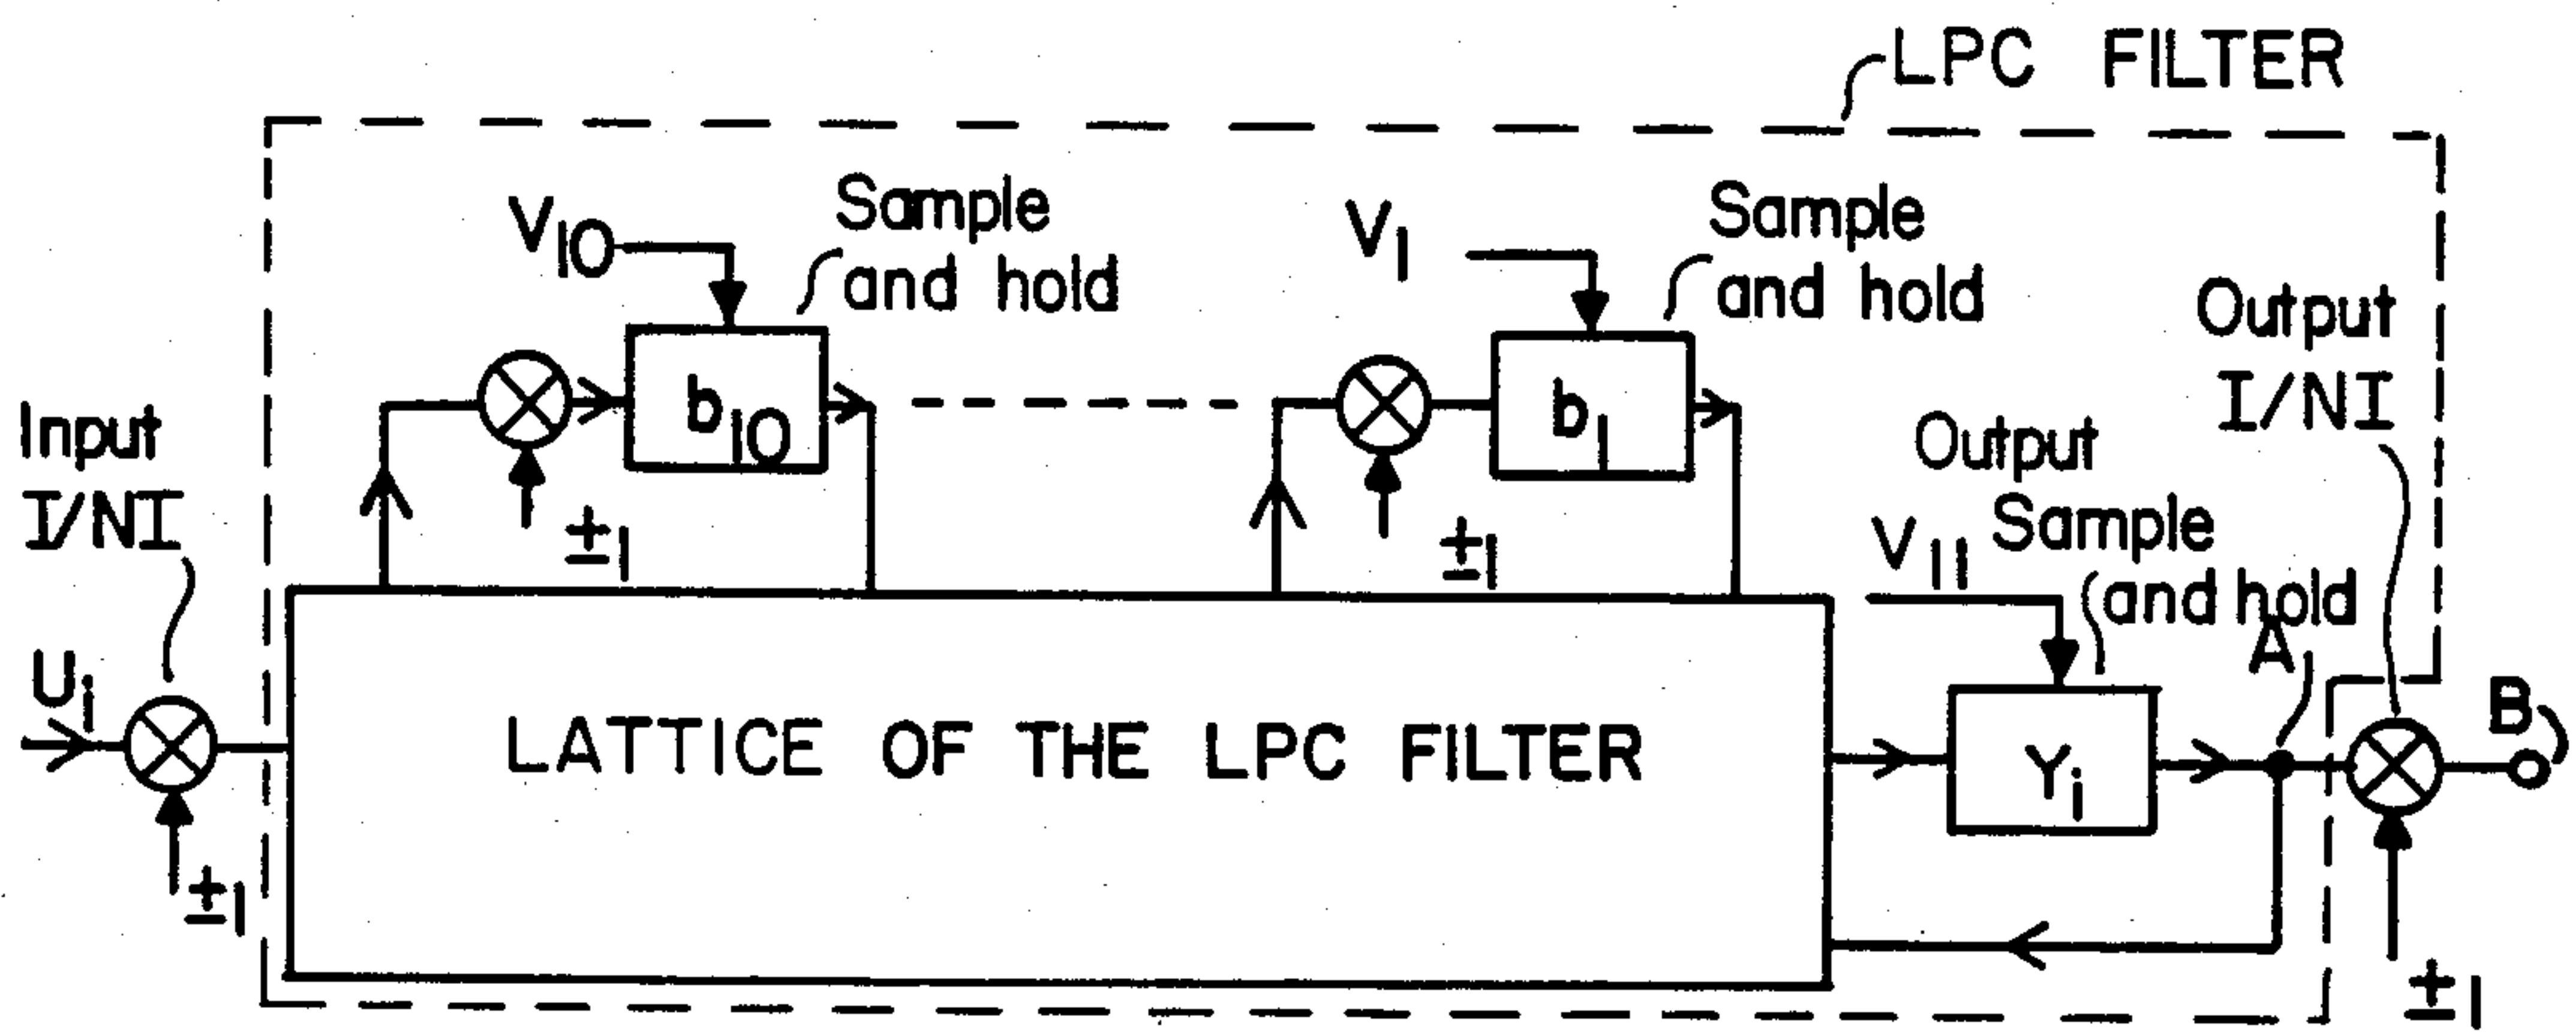 LPC FILTER
V10
Sample
and hold
V1
Sample
and hold
Output
I/NI
Input
I/NI
b10
b1
±1
±1
Output
Sample
and hold
V11
A
Ui
LATTICE OF THE LPC FILTER
Yi
B
±1
±1